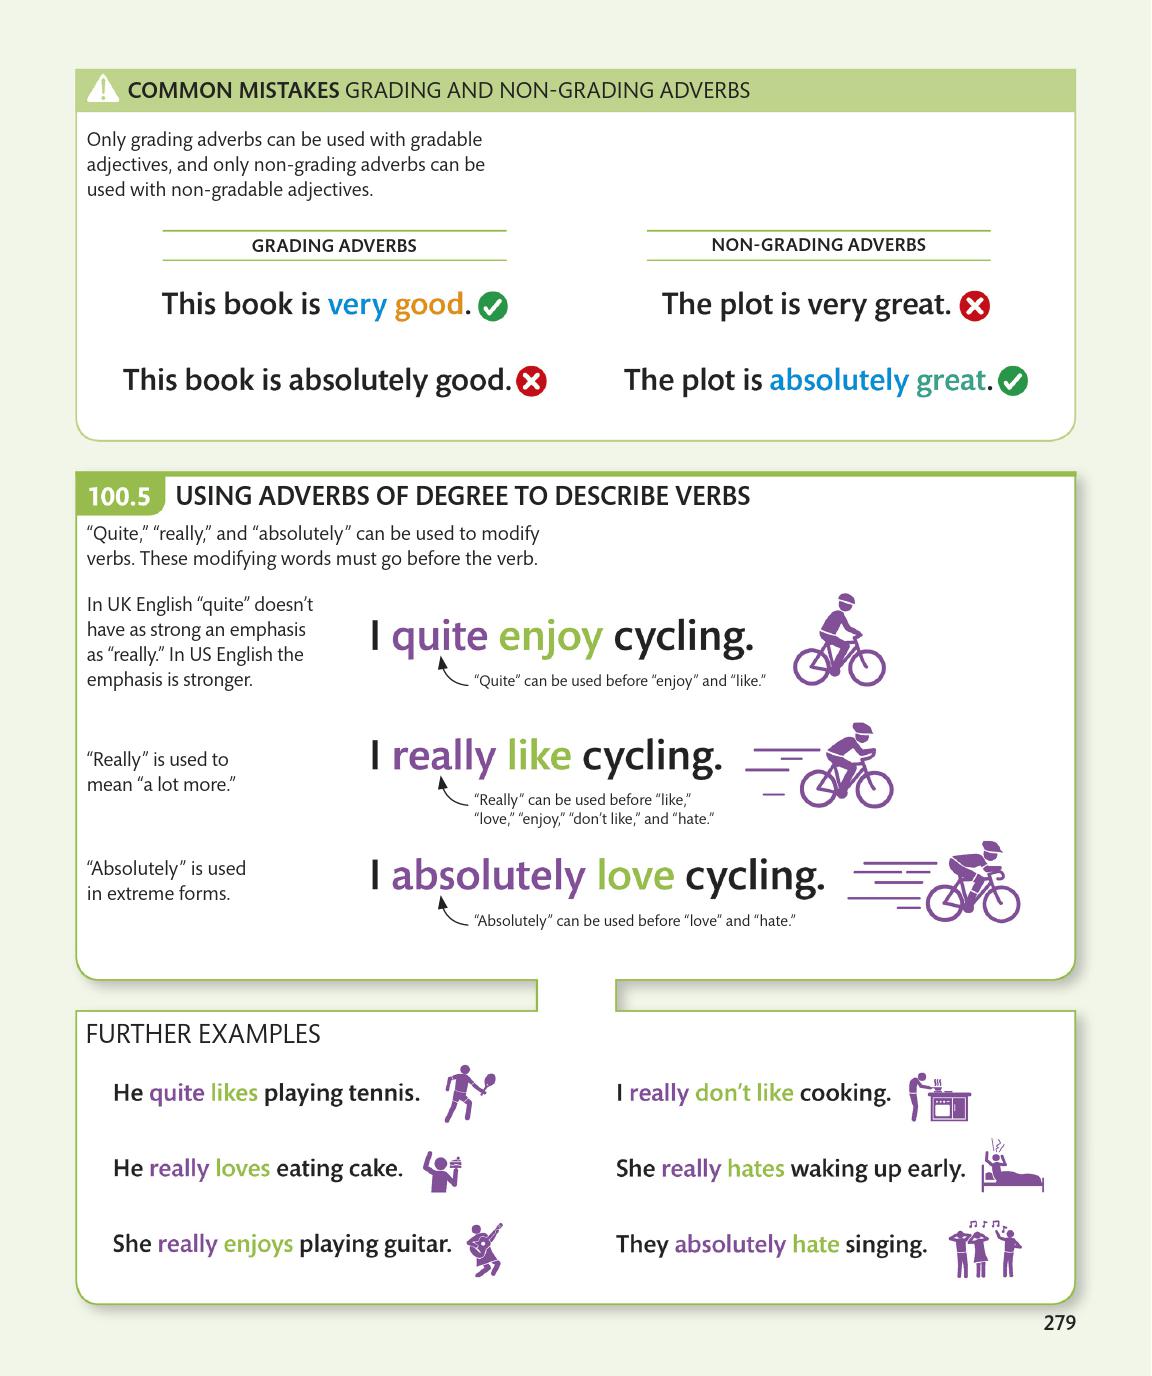 COMMON MISTAKES GRADING AND NON-GRADING ADVERBS
Only grading adverbs can be used with gradable
adjectives, and only non-grading adverbs can be
used with non-gradable adjectives.
GRADING ADVERBS
This book is very good.
This book is absolutely good.
NON-GRADING ADVERBS
The plot is very great.
The plot is absolutely great.
100.5 USING ADVERBS OF DEGREE TO DESCRIBE VERBS
“Quite,” “really,” and “absolutely” can be used to modify
verbs. These modifying words must go before the verb.
In UK English “quite” doesn’t
have as strong an emphasis
as “really.” In US English the
emphasis is stronger.
I quite enjoy cycling.
“Quite” can be used before “enjoy” and “like.”
“Really” is used to
mean “a lot more.”
I really like cycling.
“Really” can be used before “like,”
“love,” “enjoy,” “don’t like,” and “hate.”
“Absolutely” is used
in extreme forms.
I absolutely love cycling.
“Absolutely” can be used before “love” and “hate.”
FURTHER EXAMPLES
He quite likes playing tennis.
He really loves eating cake.
She really enjoys playing guitar.
I really don’t like cooking.
She really hates waking up early.
They absolutely hate singing.
279